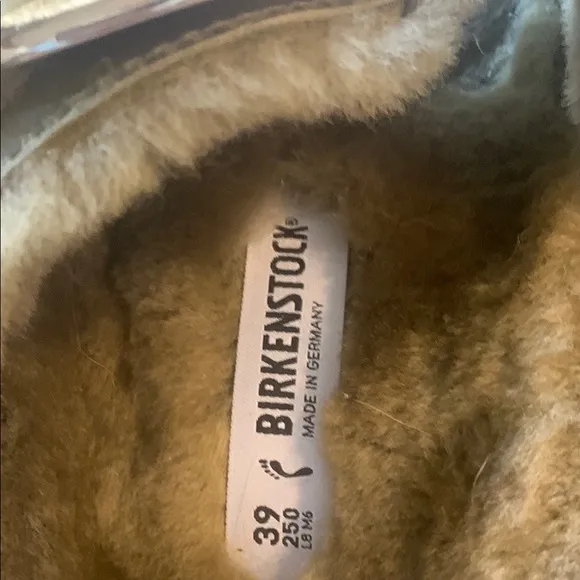 BIRKENSTOCK®
MADE IN GERMANY
39
250
L8 M6